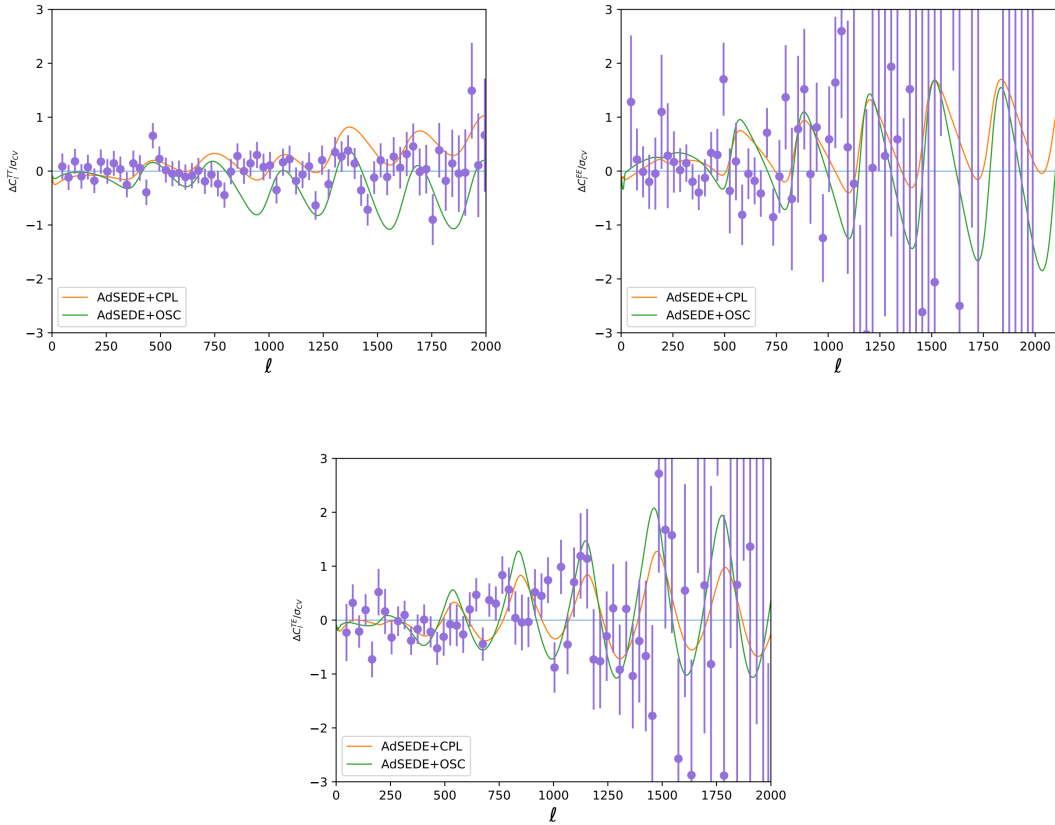 3
2
1
0
−1
−2
−3
ΔC_l^{TT}/σ_{CV}
AdSEDE+CPL
AdSEDE+OSC
0 250 500 750 1000 1250 1500 1750 2000
ℓ
3
2
1
0
−1
−2
−3
ΔC_l^{EE}/σ_{CV}
AdSEDE+CPL
AdSEDE+OSC
0 250 500 750 1000 1250 1500 1750 2000
ℓ
3
2
1
0
−1
−2
−3
ΔC_l^{TE}/σ_{CV}
AdSEDE+CPL
AdSEDE+OSC
0 250 500 750 1000 1250 1500 1750 2000
ℓ